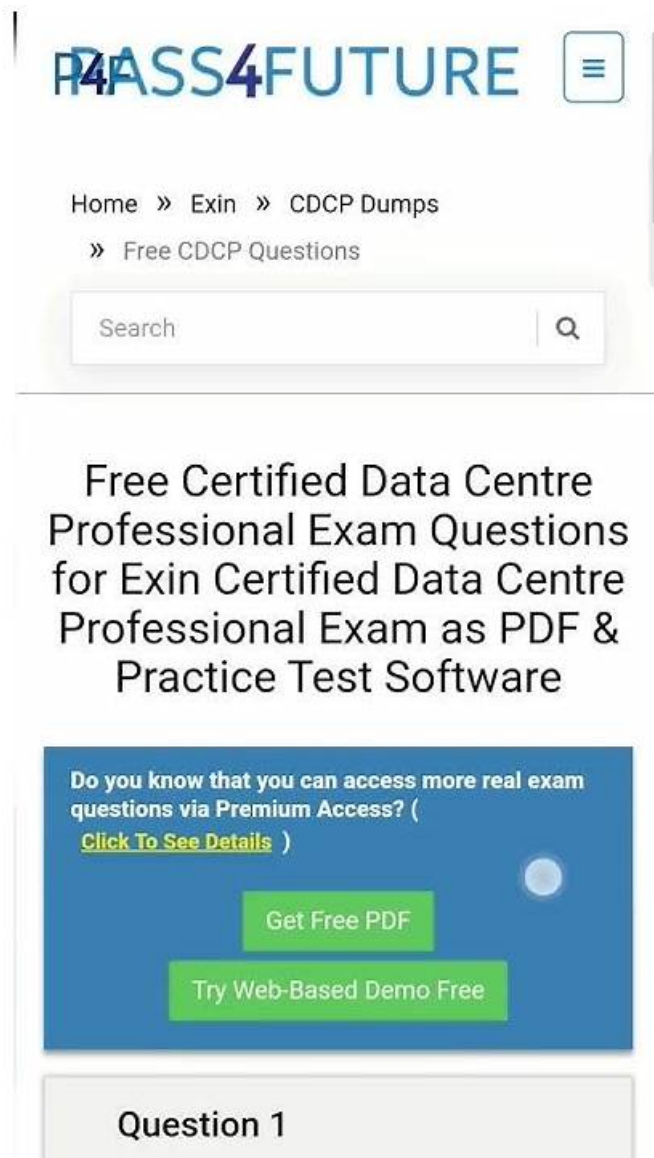 P4F
PASS4FUTURE
Home » Exin » CDCP Dumps
» Free CDCP Questions
Search
Free Certified Data Centre
Professional Exam Questions
for Exin Certified Data Centre
Professional Exam as PDF &
Practice Test Software
Do you know that you can access more real exam
questions via Premium Access? (
Click To See Details )
Get Free PDF
Try Web-Based Demo Free
Question 1